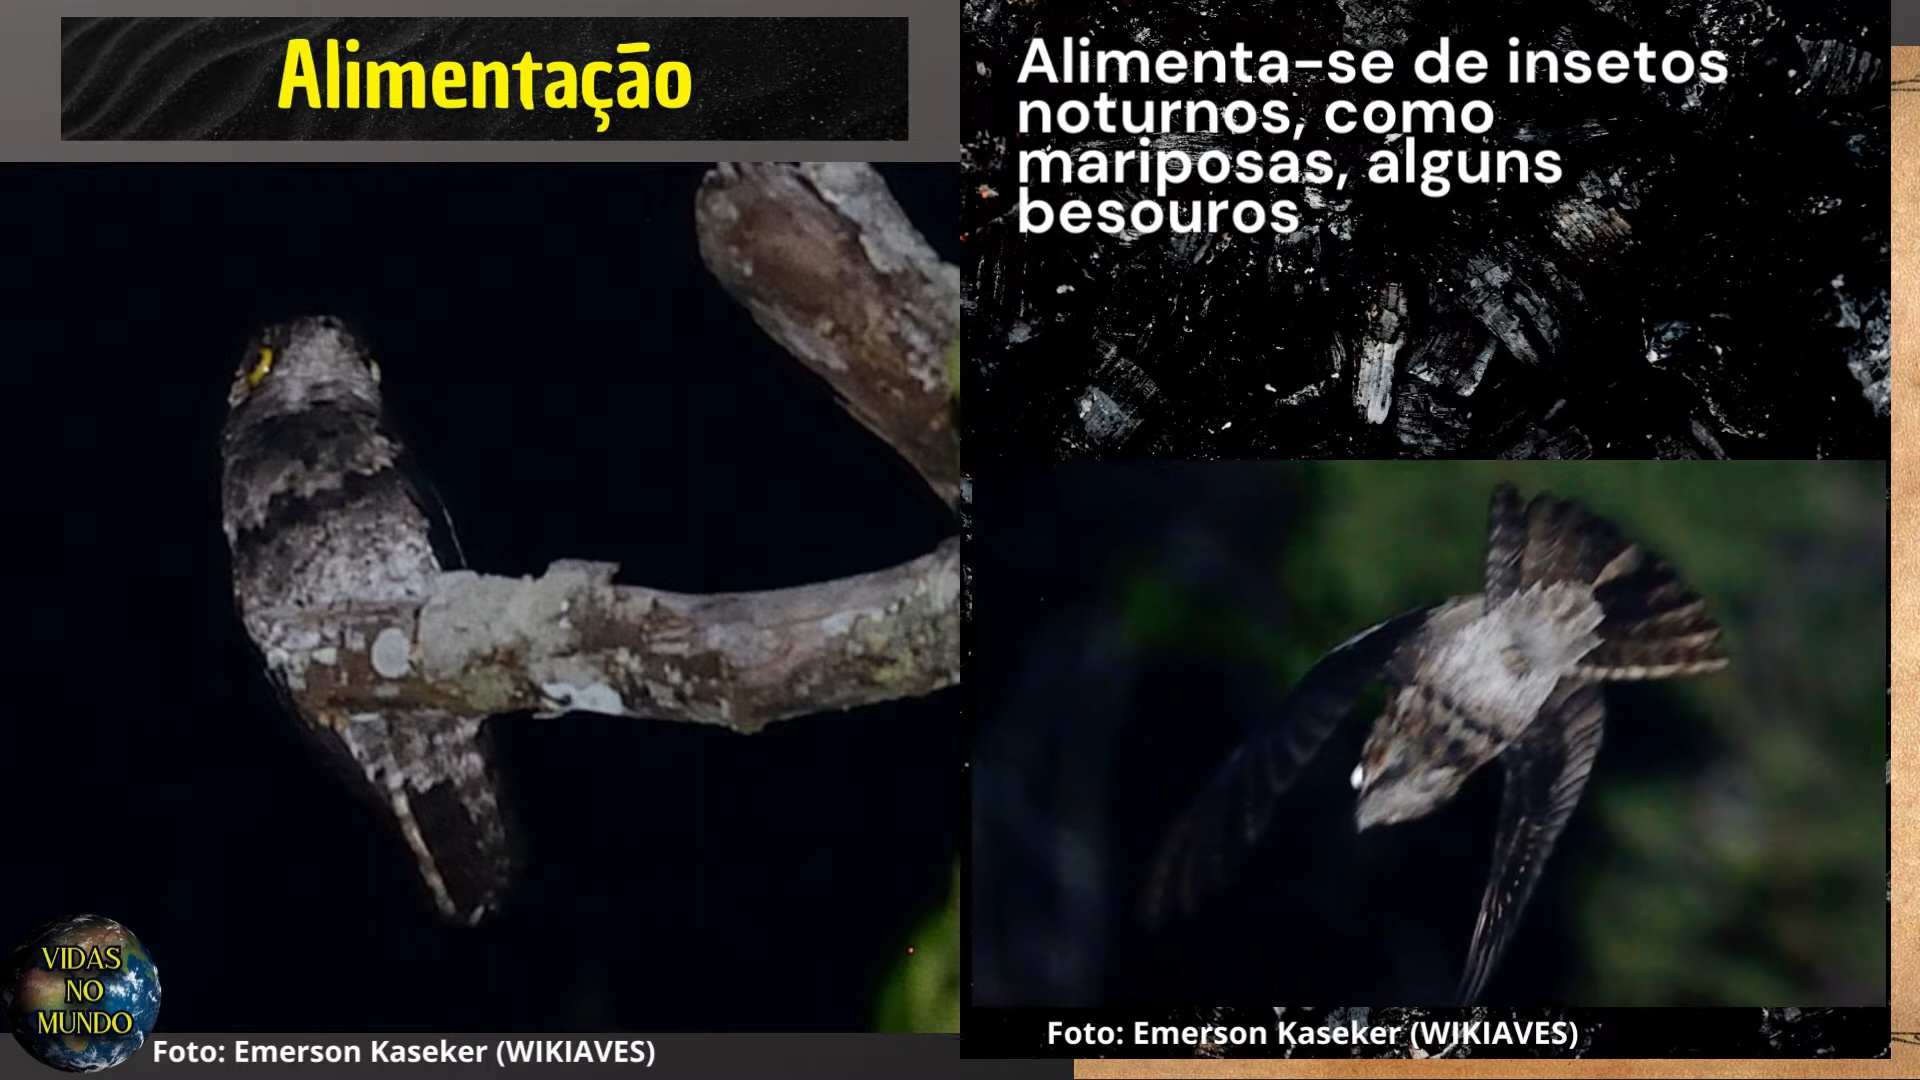 Alimentação
Alimenta-se de insetos
noturnos, como
mariposas, alguns
besouros
VIDAS
NO
MUNDO
Foto: Emerson Kaseker (WIKIAVES)
Foto: Emerson Kaseker (WIKIAVES)